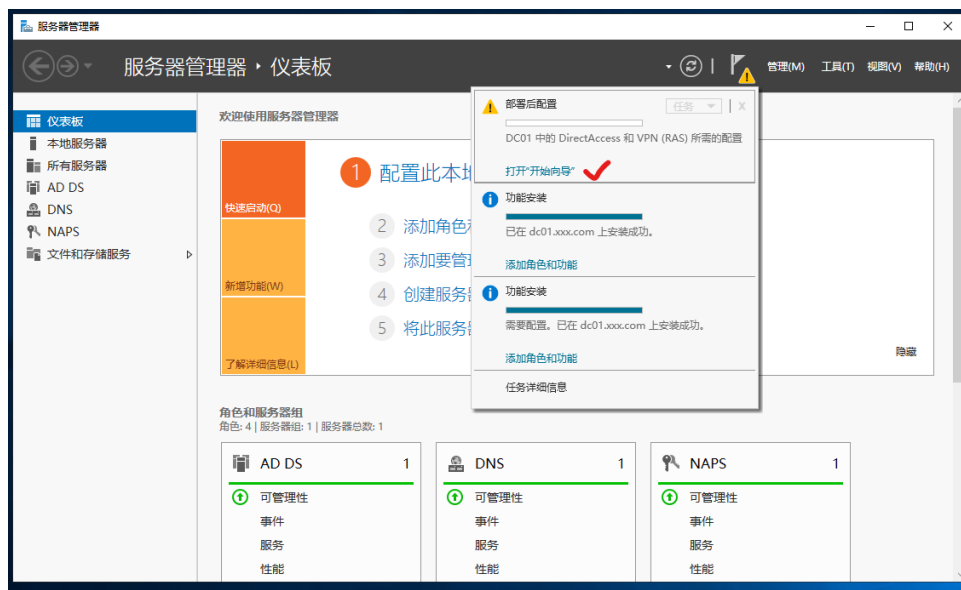 服务器管理器
服务器管理器 · 仪表板
管理(M) 工具(T) 视图(V) 帮助(H)
仪表板
本地服务器
所有服务器
AD DS
DNS
NAPS
文件和存储服务
欢迎使用服务器管理器
快速启动(Q)
新增功能(W)
了解详细信息(L)
1 配置此本地
2 添加角色和
3 添加要管
4 创建服务器
5 将此服务器
隐藏
部署后配置
任务
DC01 中的 DirectAccess 和 VPN (RAS) 所需的配置
打开“开始向导”
功能安装
已在 dc01.xxx.com 上安装成功。
添加角色和功能
功能安装
需要配置。已在 dc01.xxx.com 上安装成功。
添加角色和功能
任务详细信息
角色和服务器组
角色: 4 | 服务器组: 1 | 服务器总数: 1
AD DS 1
可管理性
事件
服务
性能
DNS 1
可管理性
事件
服务
性能
NAPS 1
可管理性
事件
服务
性能